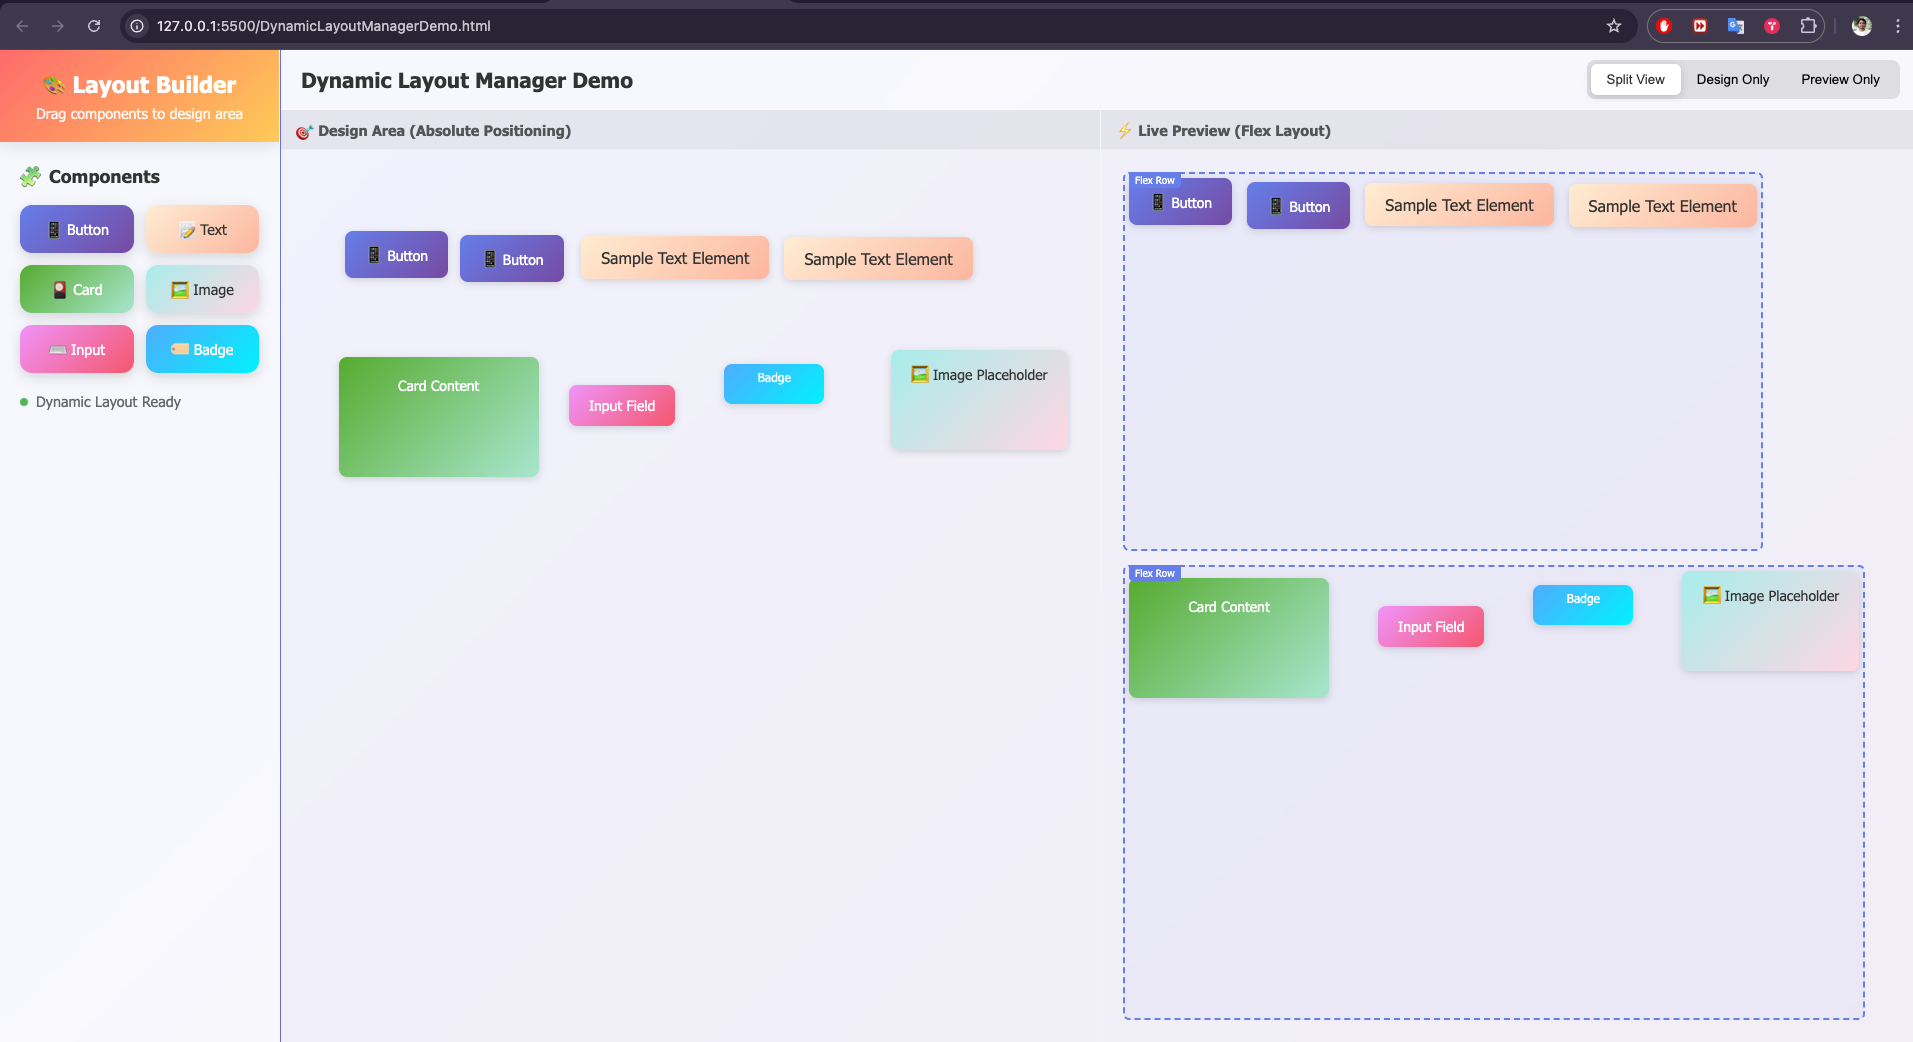 127.0.0.1:5500/DynamicLayoutManagerDemo.html
Layout Builder
Drag components to design area
Dynamic Layout Manager Demo
Split View
Design Only
Preview Only
Components
Button
Text
Card
Image
Input
Badge
Dynamic Layout Ready
Design Area (Absolute Positioning)
Button
Button
Sample Text Element
Sample Text Element
Card Content
Input Field
Badge
Image Placeholder
Live Preview (Flex Layout)
Flex Row
Button
Button
Sample Text Element
Sample Text Element
Flex Row
Card Content
Input Field
Badge
Image Placeholder